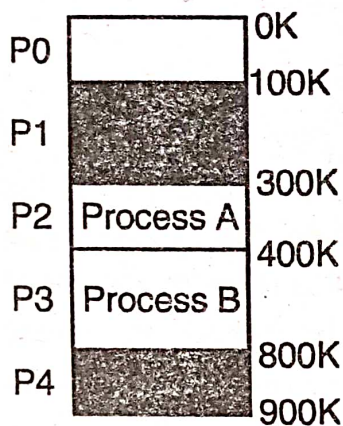 0K
P0
100K
P1
300K
P2 Process A
400K
P3 Process B
800K
P4
900K